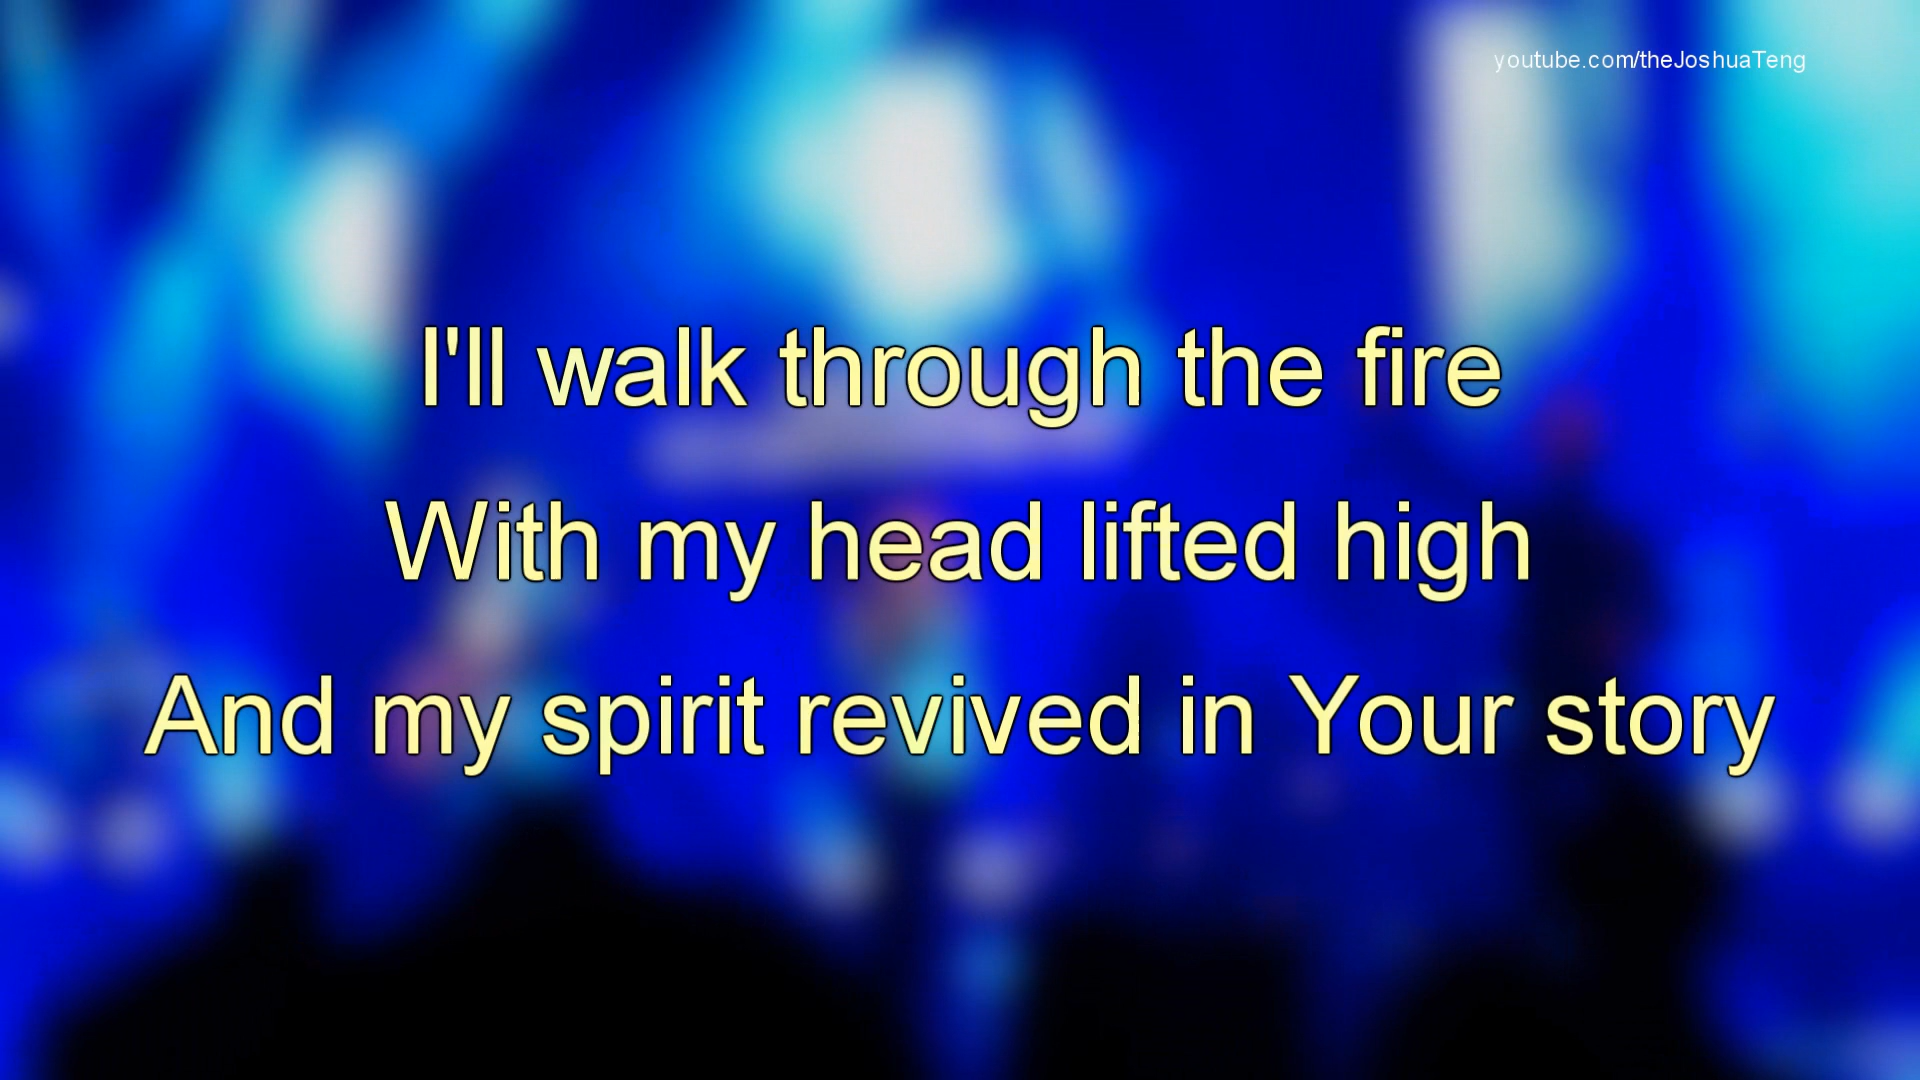 youtube.com/theJoshuaTeng
I'll walk through the fire
With my head lifted high
And my spirit revived in Your story